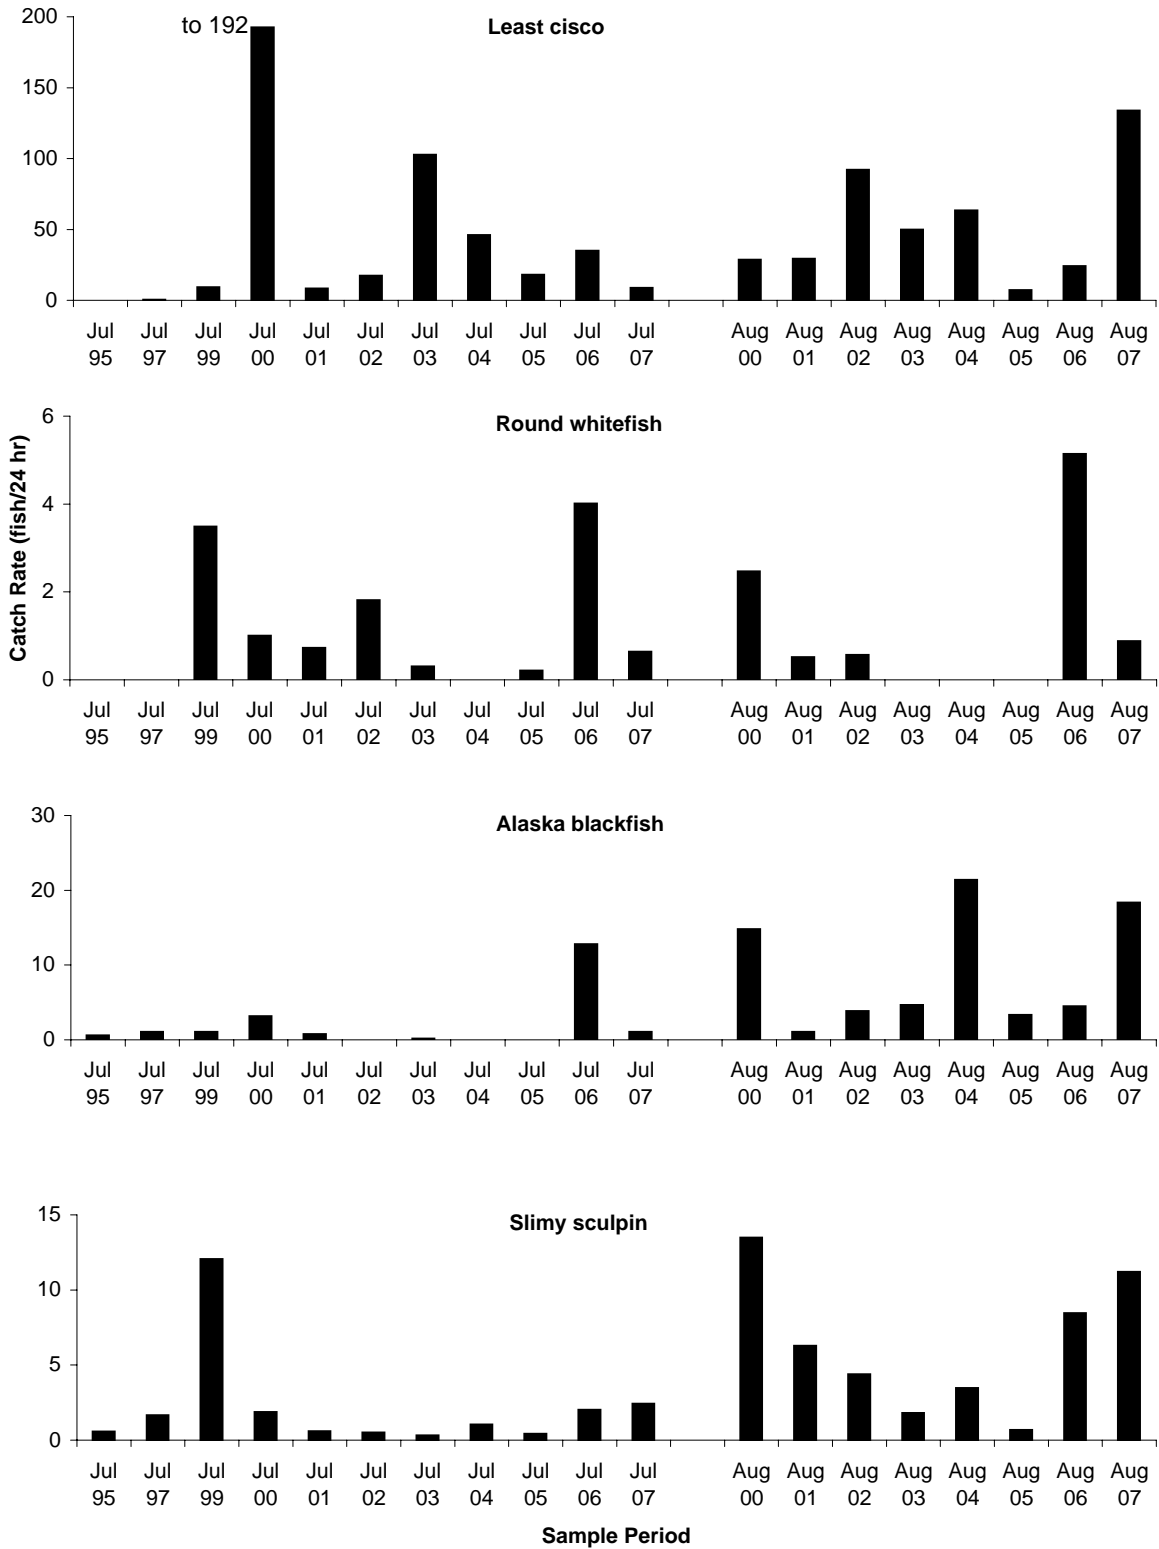 to 192
Least cisco
200
150
100
50
0
Jul Jul Jul Jul Jul Jul Jul Jul Jul Jul Jul Aug Aug Aug Aug Aug Aug Aug Aug
95 97 99 00 01 02 03 04 05 06 07 00 01 02 03 04 05 06 07
Catch Rate (fish/24 hr)
Round whitefish
6
4
2
0
Jul Jul Jul Jul Jul Jul Jul Jul Jul Jul Jul Aug Aug Aug Aug Aug Aug Aug Aug
95 97 99 00 01 02 03 04 05 06 07 00 01 02 03 04 05 06 07
Alaska blackfish
30
20
10
0
Jul Jul Jul Jul Jul Jul Jul Jul Jul Jul Jul Aug Aug Aug Aug Aug Aug Aug Aug
95 97 99 00 01 02 03 04 05 06 07 00 01 02 03 04 05 06 07
Slimy sculpin
15
10
5
0
Jul Jul Jul Jul Jul Jul Jul Jul Jul Jul Jul Aug Aug Aug Aug Aug Aug Aug Aug
95 97 99 00 01 02 03 04 05 06 07 00 01 02 03 04 05 06 07
Sample Period